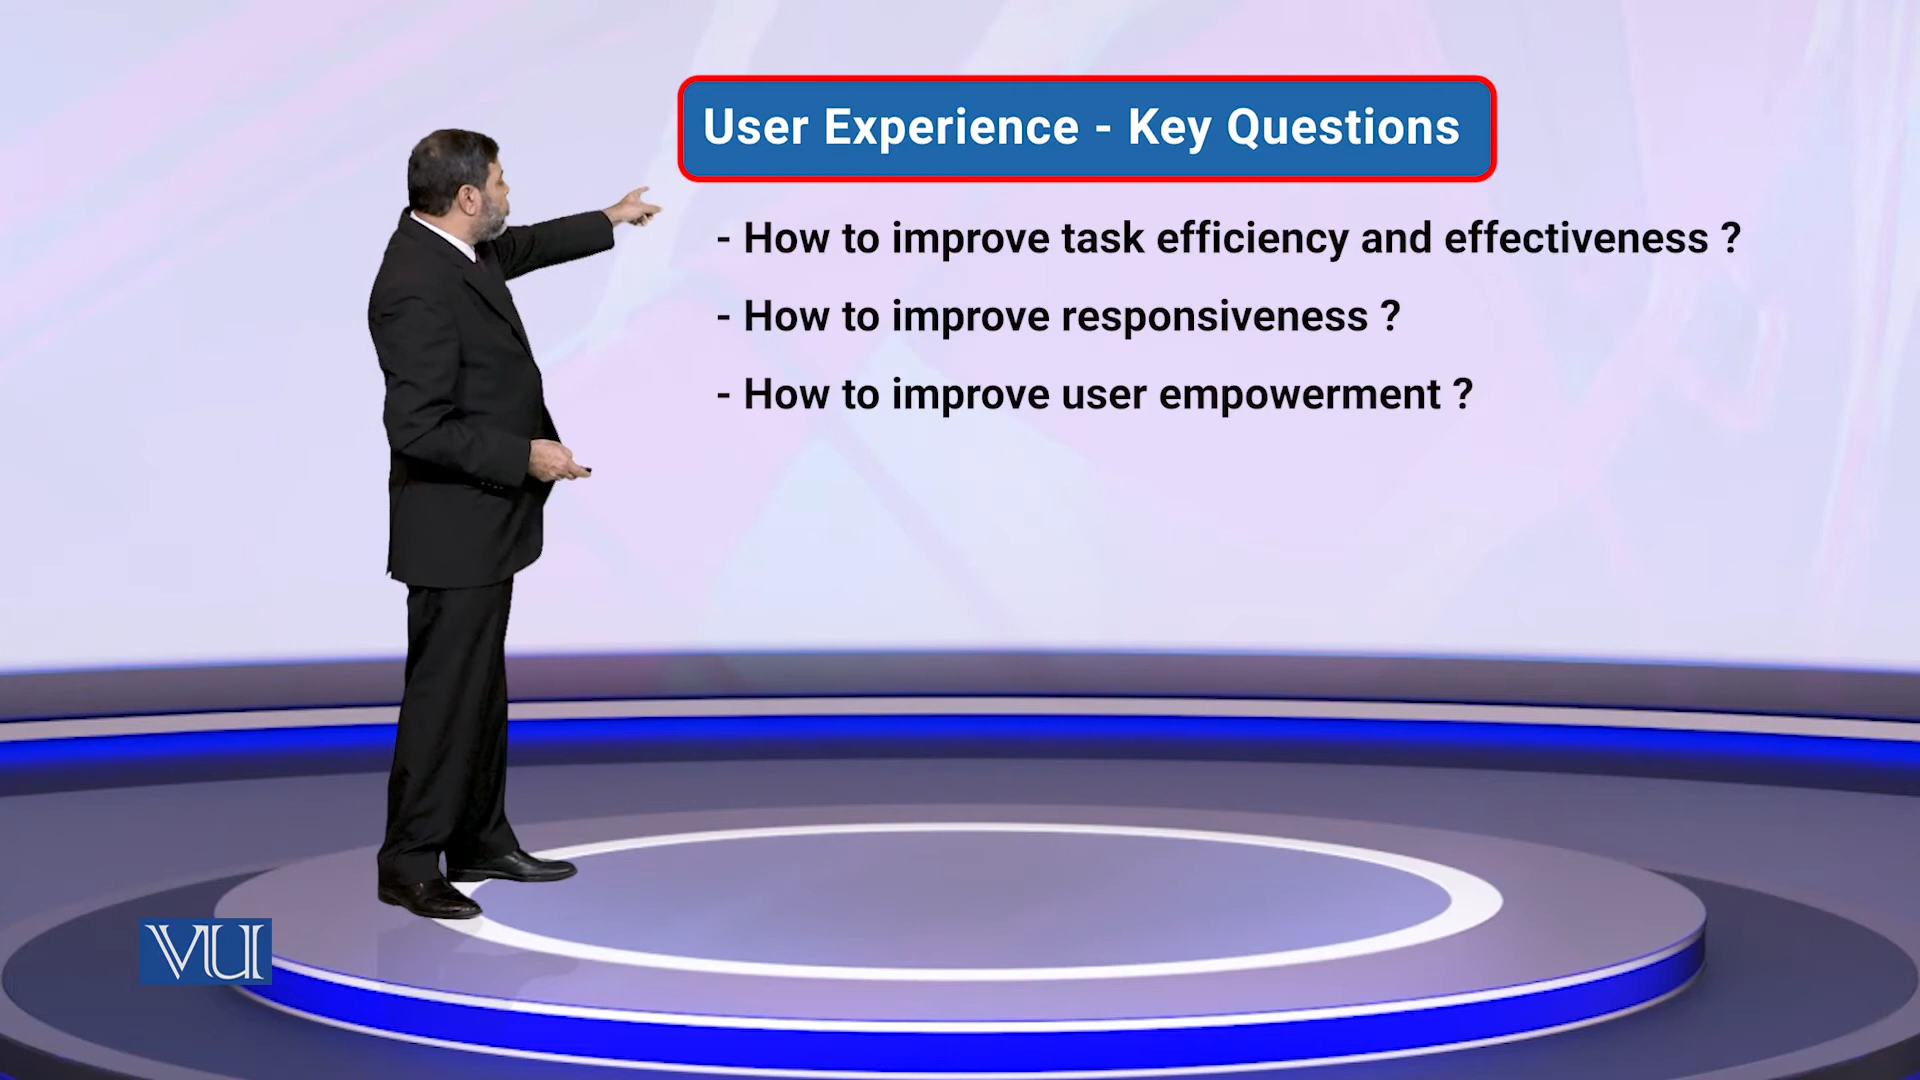 User Experience - Key Questions
- How to improve task efficiency and effectiveness ?
- How to improve responsiveness ?
- How to improve user empowerment ?
VU